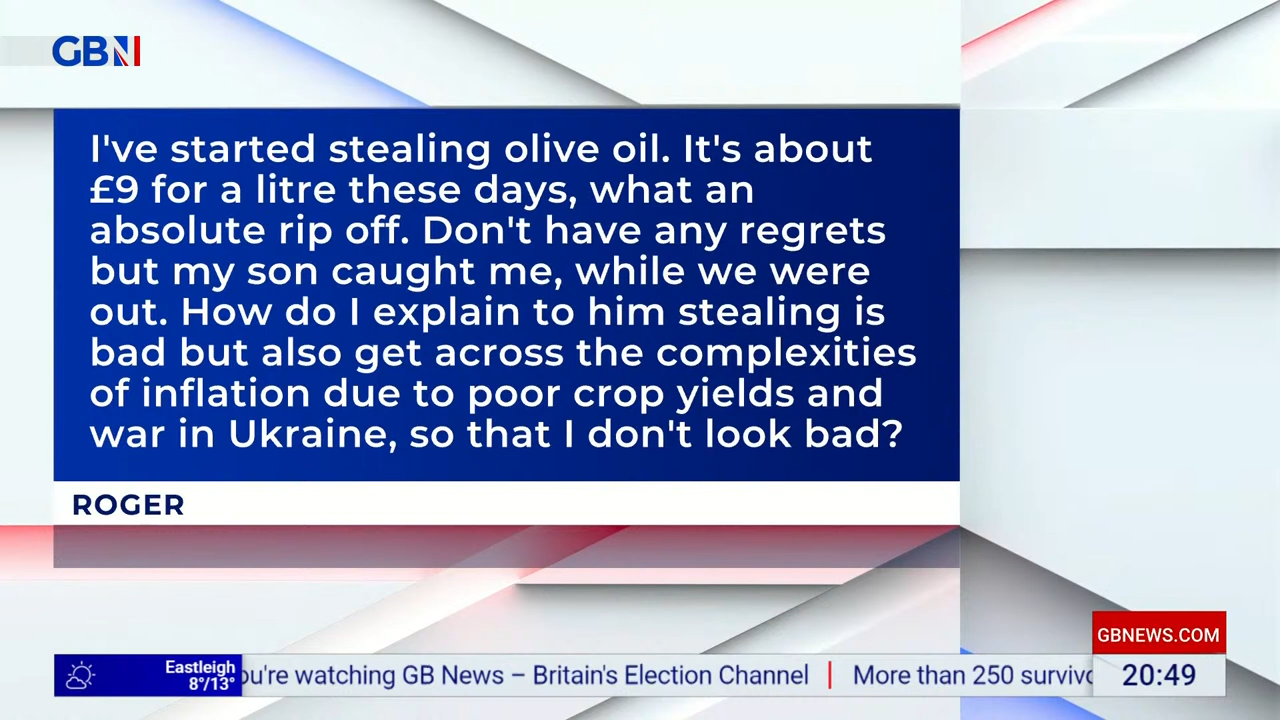 GBN
I've started stealing olive oil. It's about
£9 for a litre these days, what an
absolute rip off. Don't have any regrets
but my son caught me, while we were
out. How do I explain to him stealing is
bad but also get across the complexities
of inflation due to poor crop yields and
war in Ukraine, so that I don't look bad?
ROGER
GBNEWS.COM
Eastleigh
8°/13°
ou're watching GB News – Britain's Election Channel | More than 250 survivo
20:49